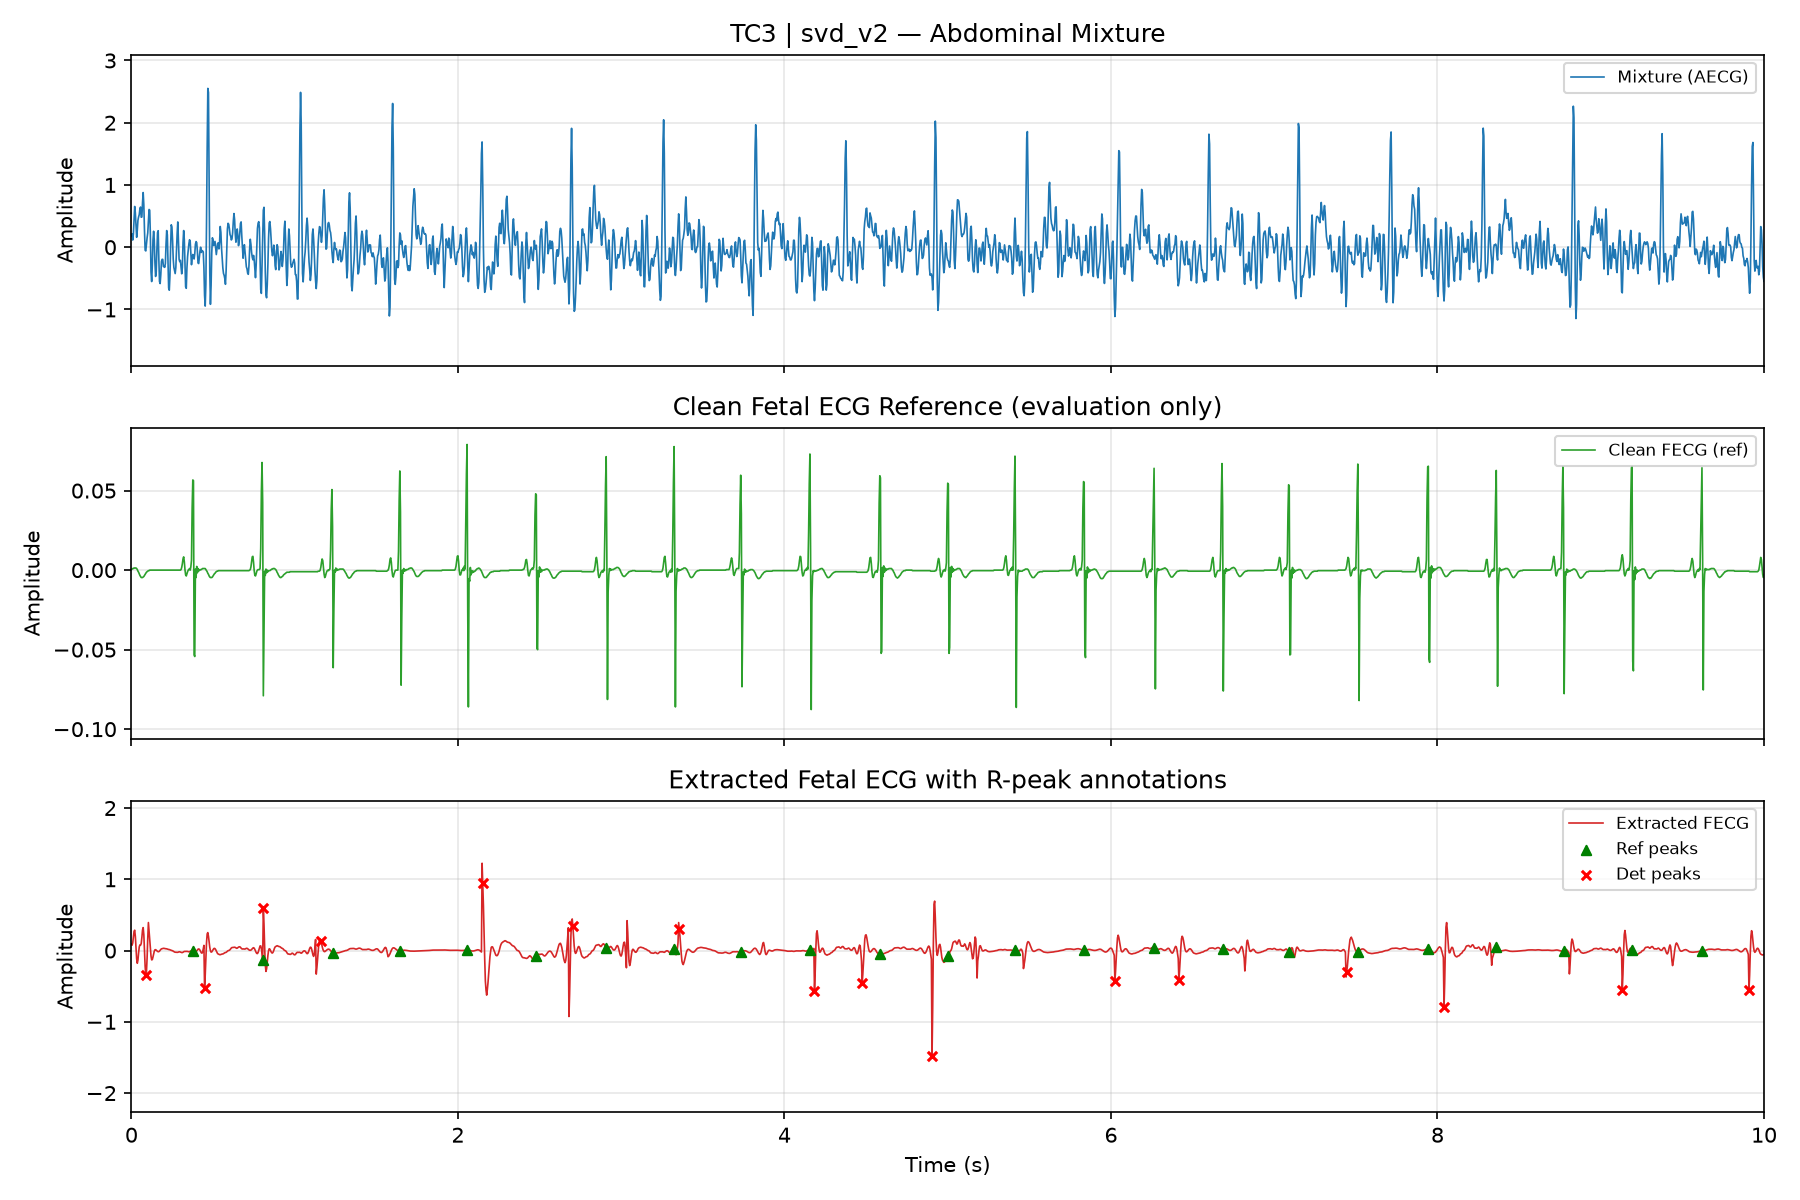 TC3 | svd_v2 — Abdominal Mixture
3
2
1
0
−1
Amplitude
Mixture (AECG)
Clean Fetal ECG Reference (evaluation only)
0.05
0.00
−0.05
−0.10
Amplitude
Clean FECG (ref)
Extracted Fetal ECG with R-peak annotations
2
1
0
−1
−2
Amplitude
Extracted FECG
Ref peaks
Det peaks
0 2 4 6 8 10
Time (s)